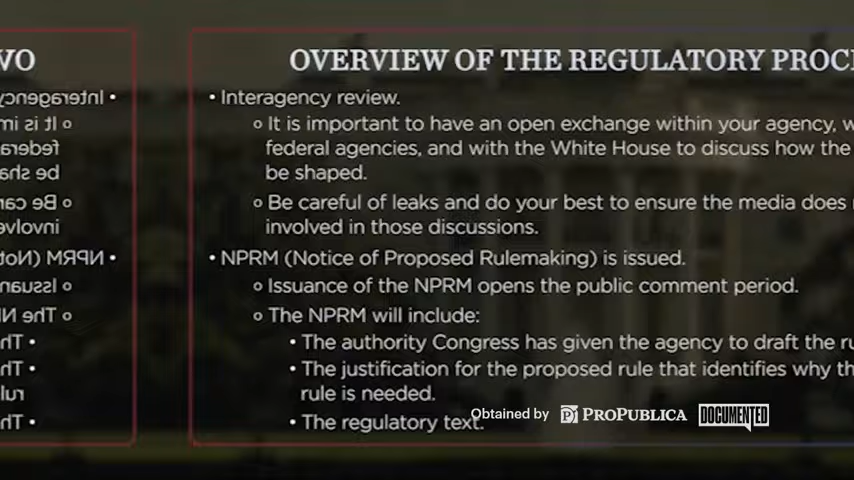 VO
OVERVIEW OF THE REGULATORY PROC
• Interagency review.
o It is important to have an open exchange within your agency, w
federal agencies, and with the White House to discuss how the
be shaped.
o Be careful of leaks and do your best to ensure the media does
involved in those discussions.
• NPRM (Notice of Proposed Rulemaking) is issued.
o Issuance of the NPRM opens the public comment period.
o The NPRM will include:
• The authority Congress has given the agency to draft the ru
• The justification for the proposed rule that identifies why th
rule is needed.
• The regulatory text.
Obtained by PROPUBLICA DOCUMENTED